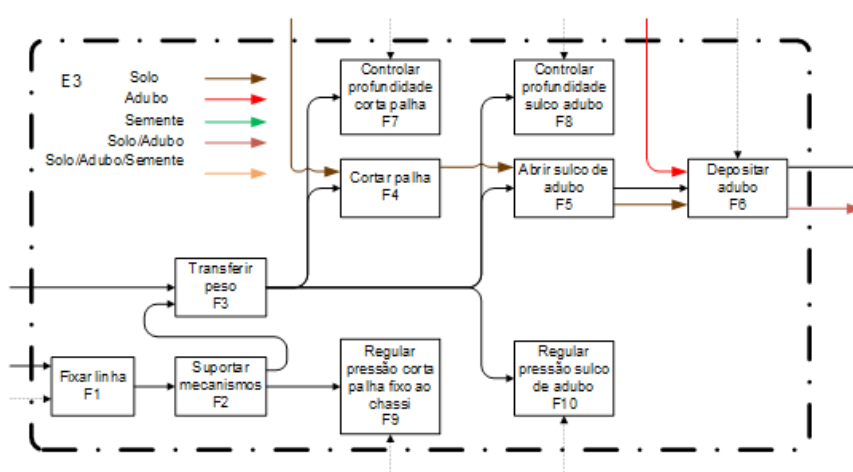 E3
Solo
Adubo
Semente
Solo/Adubo
Solo/Adubo/Semente
Controlar
profundidade
corta palha
F7
Controlar
profundidade
sulco adubo
F8
Cortar palha
F4
Abrir sulco de
adubo
F5
Depositar
adubo
F6
Transferir
peso
F3
Fixar linha
F1
Suportar
mecanismos
F2
Regular
pressão corta
palha fixo ao
chassi
F9
Regular
pressão sulco
de adubo
F10